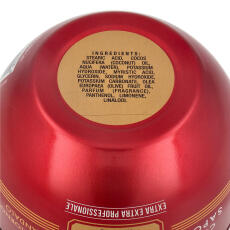 INGREDIENTS:
STEARIC ACID, COCOS
NUCIFERA (COCONUT) OIL,
AQUA (WATER), POTASSIUM
HYDROXIDE, MYRISTIC ACID,
GLYCERIN, SODIUM HYDROXIDE,
POTASSIUM CARBONATE, OLEA
EUROPAEA (OLIVE) FRUIT OIL,
PARFUM (FRAGRANCE),
PANTHENOL, LIMONENE,
LINALOOL
EXTRA EXTRA PROFESSIONALE
SANDALO